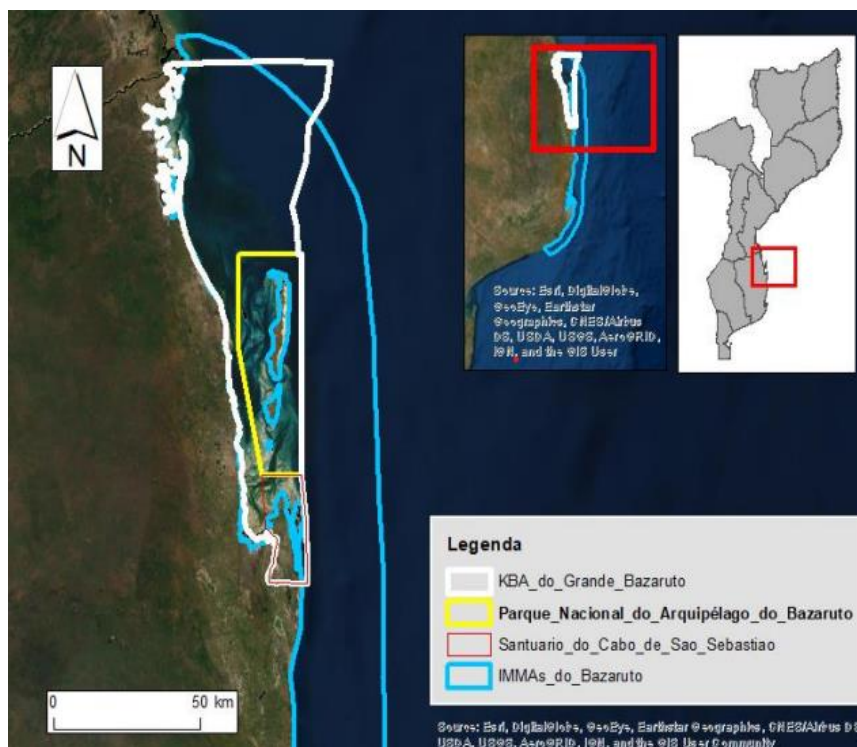 N
Source: Esri, DigitalGlobe,
GeoEye, Earthstar
Geographics, CNES/Airbus
DS, USDA, USGS, AeroGRID,
IGN, and the GIS User
Legenda
KBA_do_Grande_Bazaruto
Parque_Nacional_do_Arquipélago_do_Bazaruto
Santuario_do_Cabo_de_Sao_Sebastiao
IMMAs_do_Bazaruto
0 50 km
Source: Esri, DigitalGlobe, GeoEye, Earthstar Geographics, CNES/Airbus DS
USDA, USGS, AeroGRID, IGN, and the GIS User Community